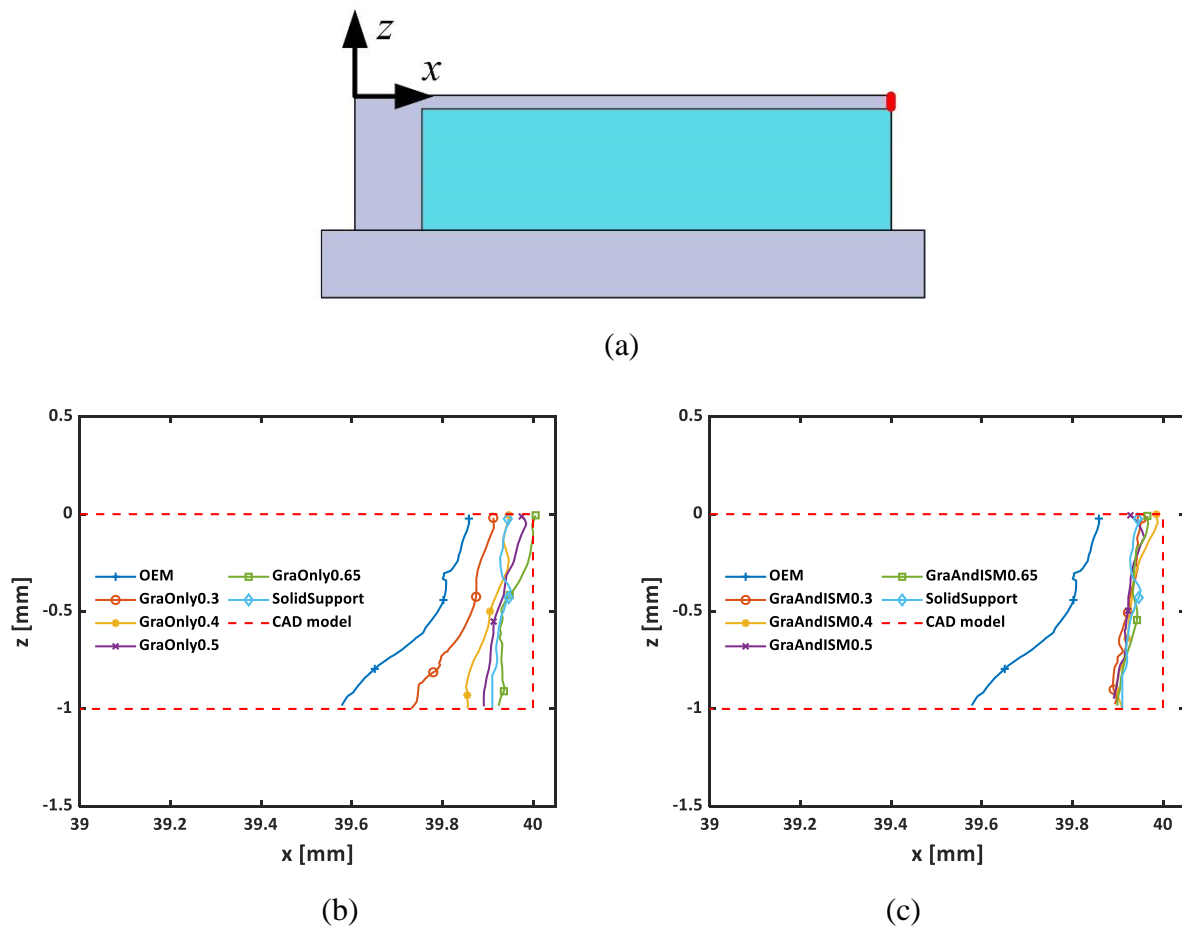 z
x
(a)
0.5
0
-0.5
-1
-1.5
z [mm]
OEM
GraOnly0.3
GraOnly0.4
GraOnly0.5
GraOnly0.65
SolidSupport
CAD model
39
39.2
39.4
39.6
39.8
40
x [mm]
(b)
0.5
0
-0.5
-1
-1.5
z [mm]
OEM
GraAndISM0.3
GraAndISM0.4
GraAndISM0.5
GraAndISM0.65
SolidSupport
CAD model
39
39.2
39.4
39.6
39.8
40
x [mm]
(c)